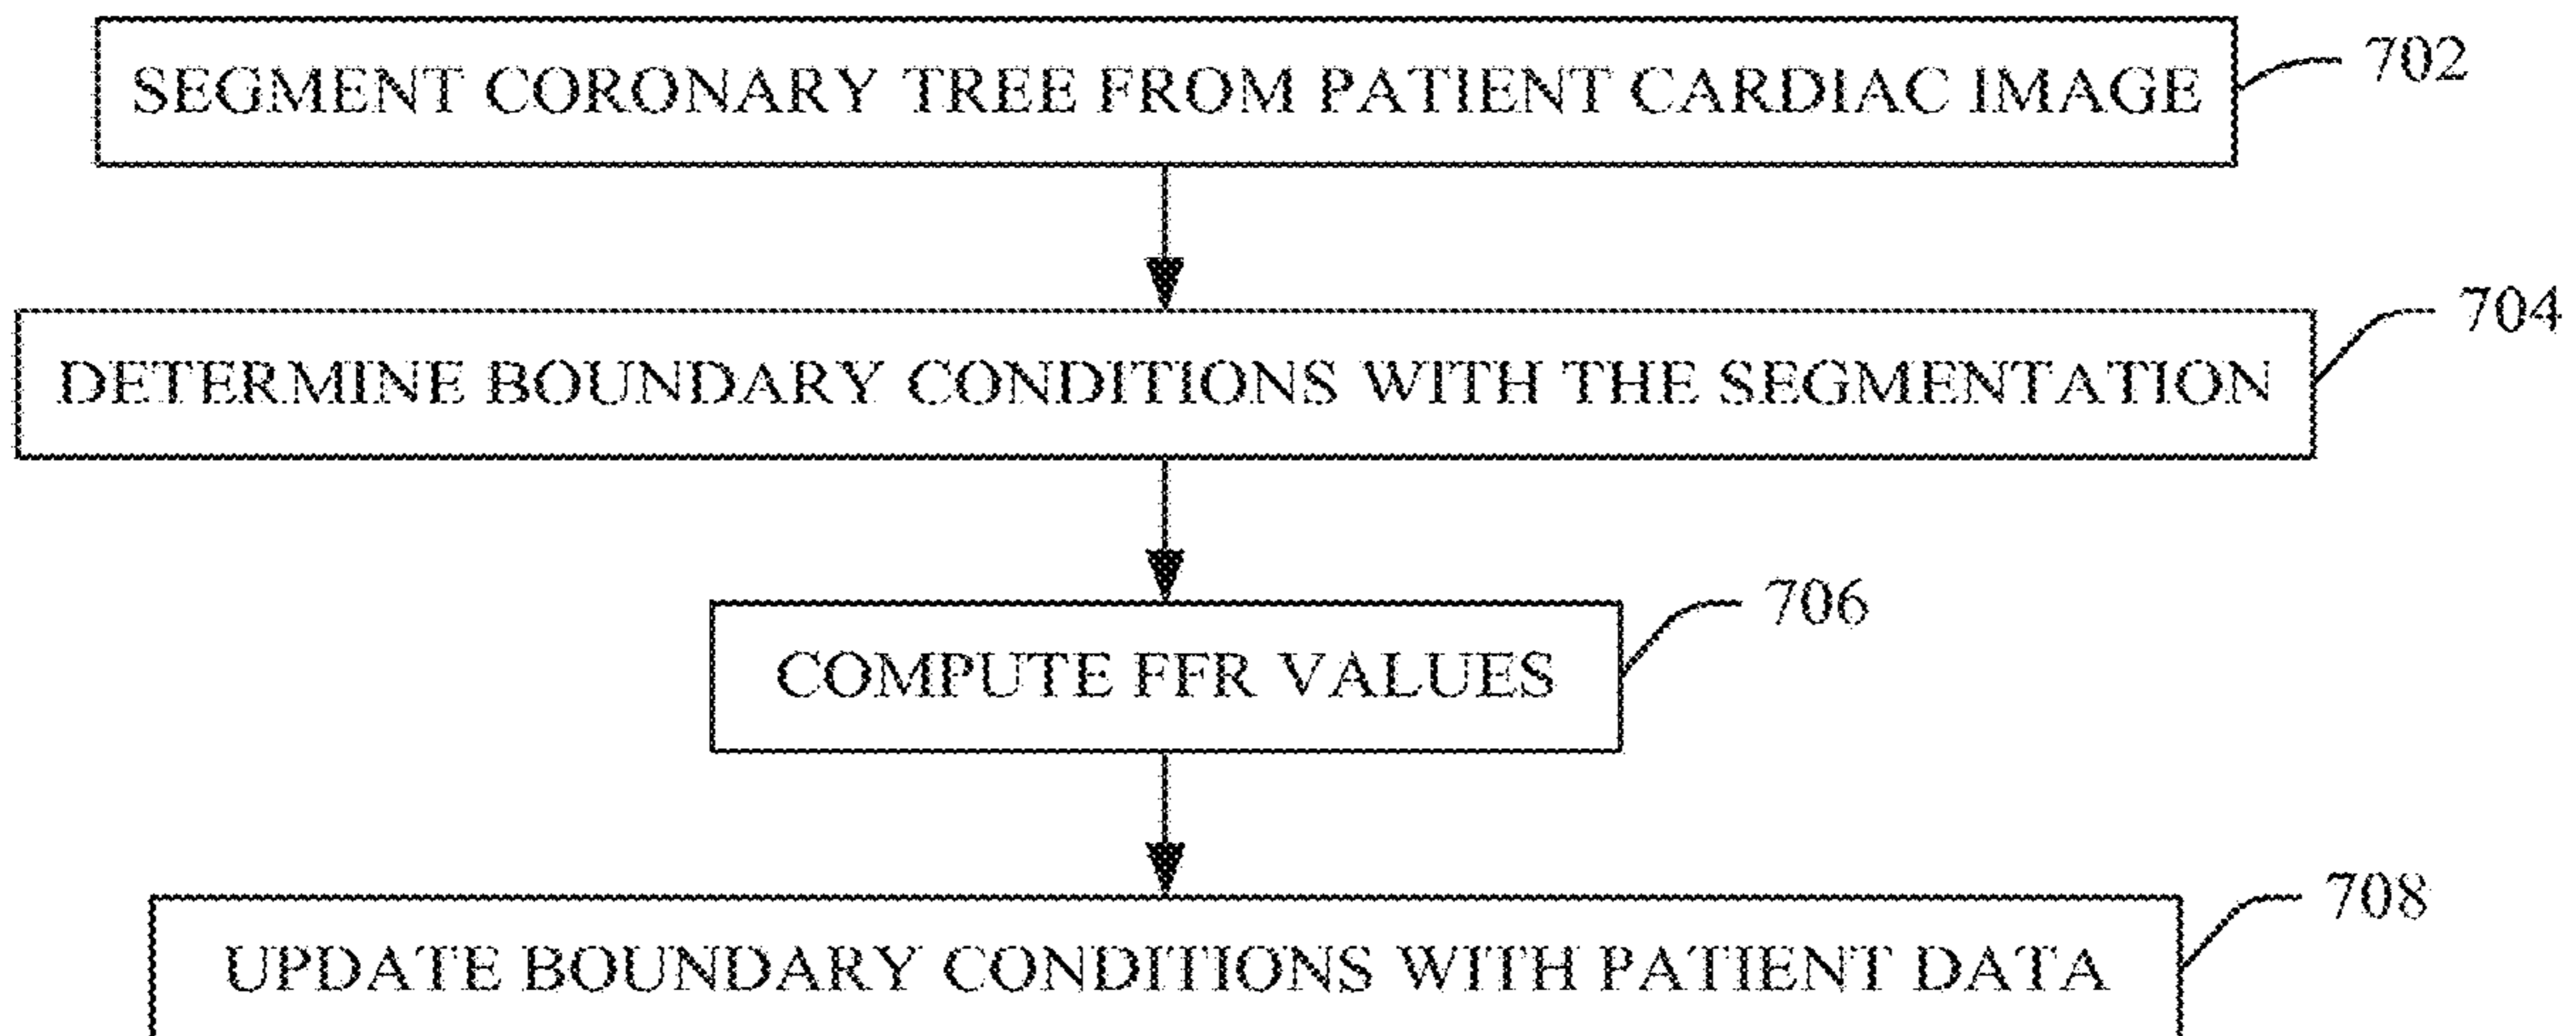 SEGMENT CORONARY TREE FROM PATIENT CARDIAC IMAGE
702
DETERMINE BOUNDARY CONDITIONS WITH THE SEGMENTATION
704
COMPUTE FFR VALUES
706
UPDATE BOUNDARY CONDITIONS WITH PATIENT DATA
708